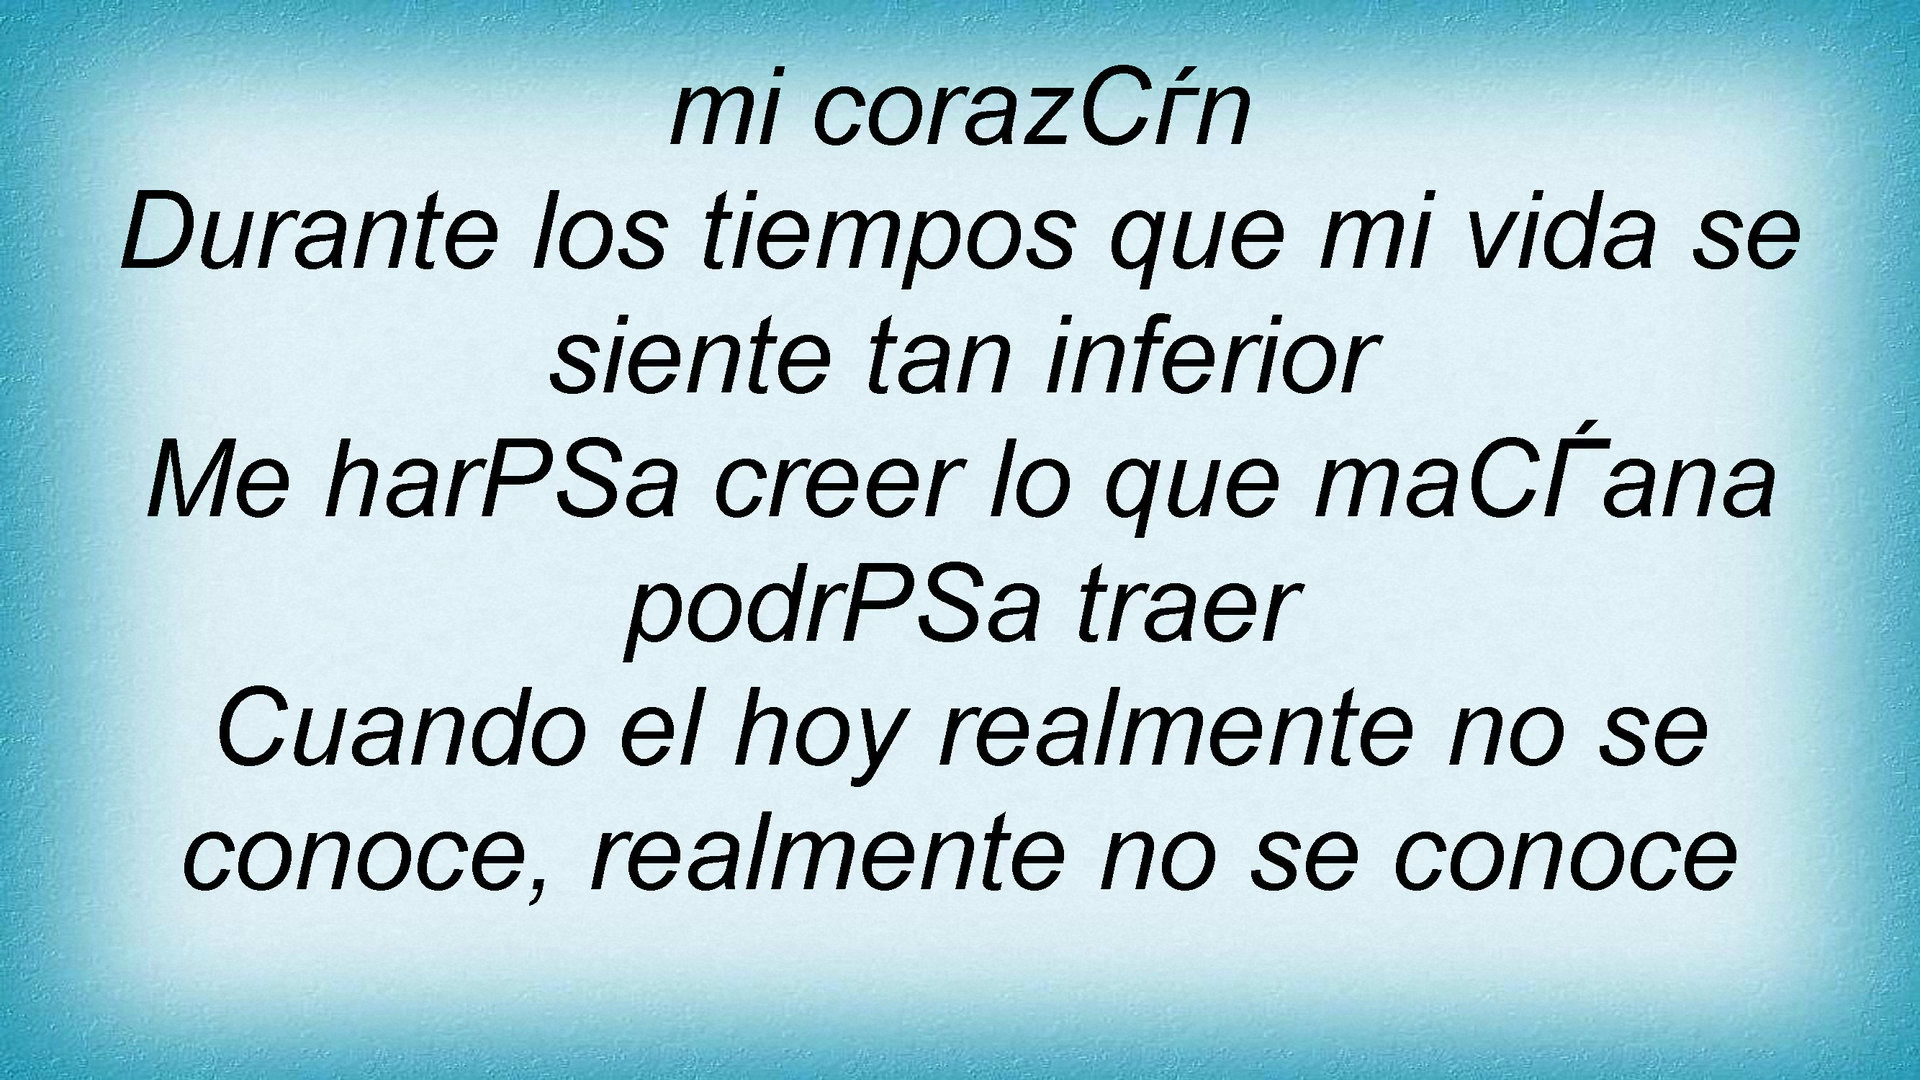 mi corazCѓn
Durante los tiempos que mi vida se
siente tan inferior
Me harPSa creer lo que maCЃana
podrPSa traer
Cuando el hoy realmente no se
conoce, realmente no se conoce